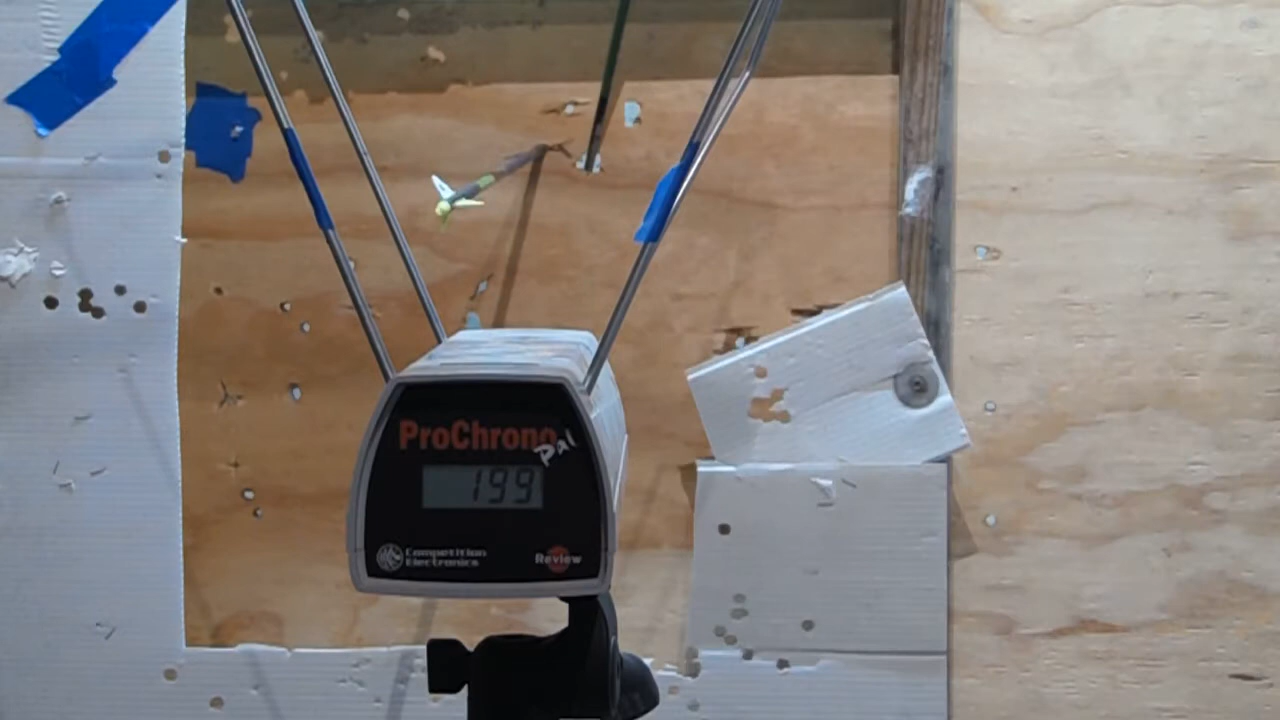 ProChrono
Pal
199
Competition
Electronics
Review